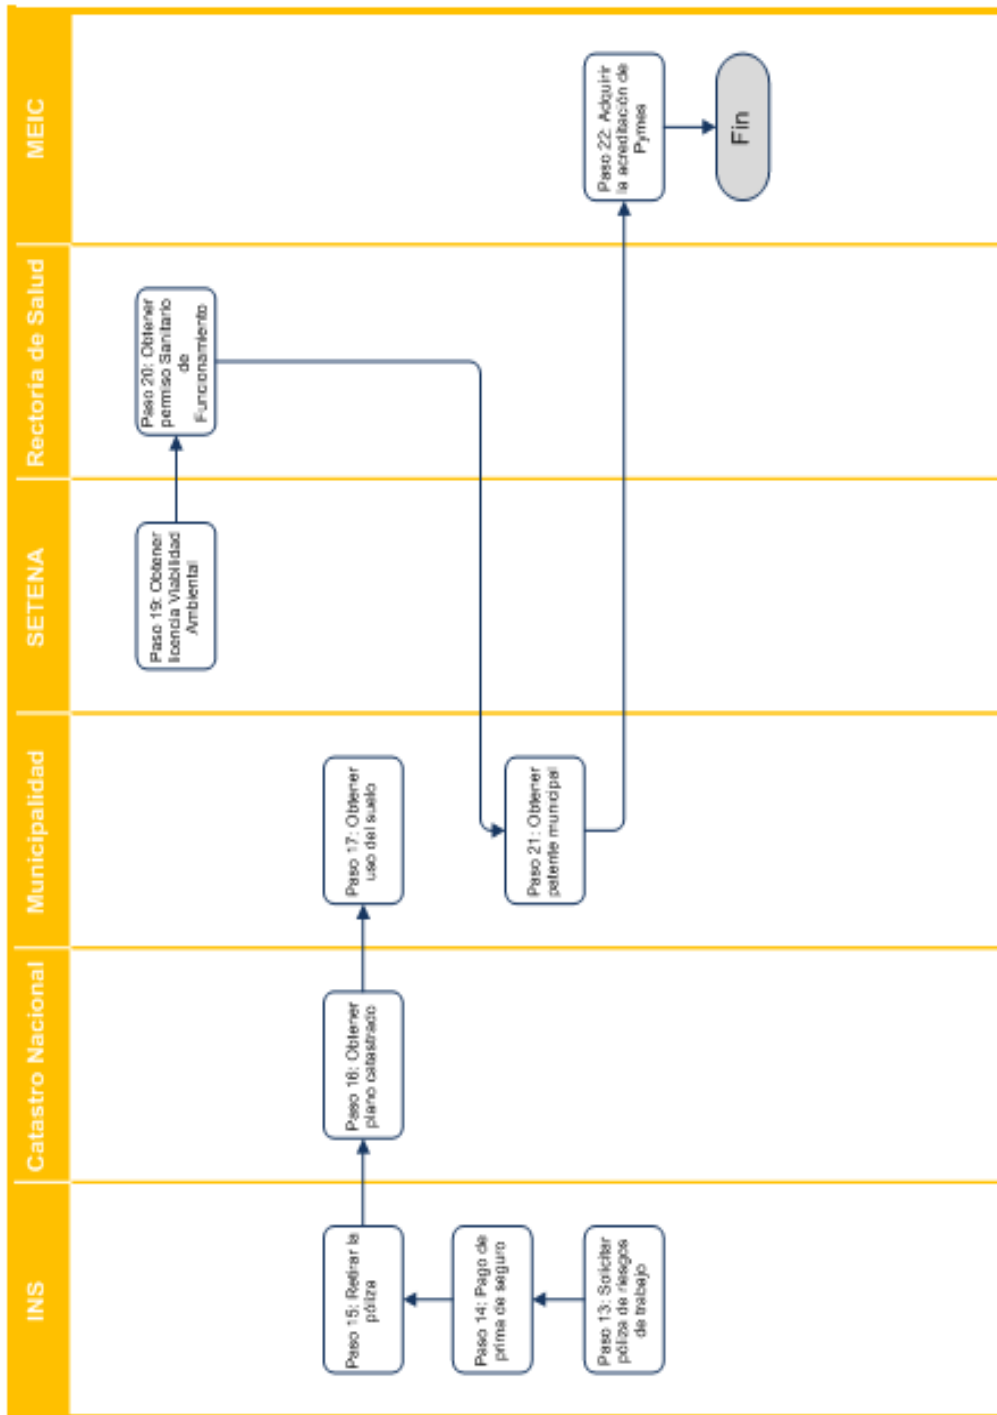 MEIC
Paso 22: Adquirir
la acreditación de
Pymes
Fin
Rectoría de Salud
Paso 20: Obtener
permiso Sanitario
de
Funcionamiento
SETENA
Paso 19: Obtener
licencia Viabilidad
Ambiental
Municipalidad
Paso 17: Obtener
uso del suelo
Paso 21: Obtener
patente municipal
Catastro Nacional
Paso 16: Obtener
plano catastrado
INS
Paso 15: Retirar la
póliza
Paso 14: Pago de
prima de seguro
Paso 13: Solicitar
póliza de riesgos
de trabajo